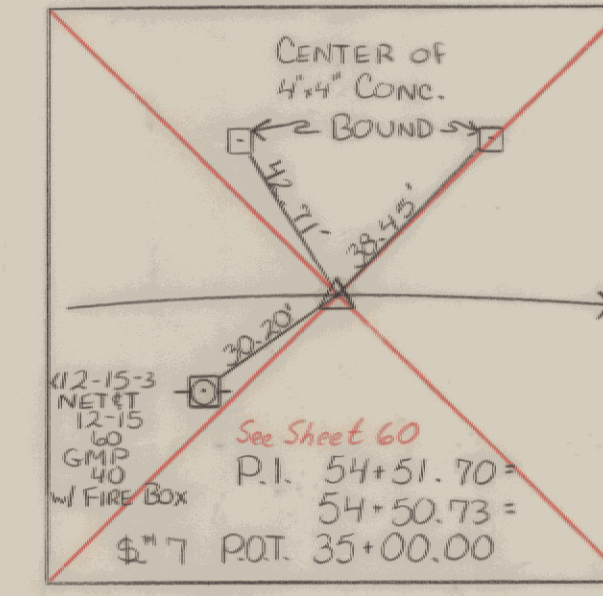 CENTER OF
4"x4" CONC.
BOUND
42.71'
38.45'
30.20'
12-15-3
NET&T
12-15
60
GMP
40
w/ FIRE BOX
See Sheet 60
P.I. 54+51.70=
54+50.73=
7 P.O.T. 35+00.00